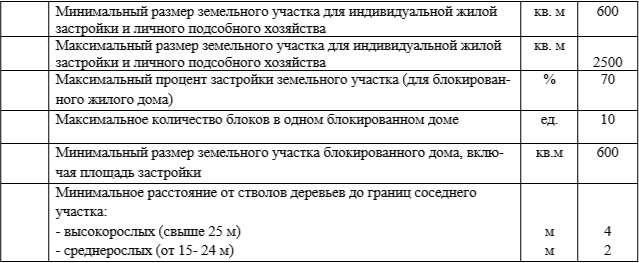 Минимальный размер земельного участка для индивидуальной жилой кв. м 600
застройки и личного подсобного хозяйства
Максимальный размер земельного участка для индивидуальной жилой кв. м
застройки и личного подсобного хозяйства 2500
Максимальный процент застройки земельного участка (для блокирован- % 70
ного жилого дома)
Максимальное количество блоков в одном блокированном доме ед. 10
Минимальный размер земельного участка блокированного дома, вклю- кв.м 600
чая площадь застройки
Минимальное расстояние от стволов деревьев до границ соседнего
участка:
- высокорослых (свыше 25 м) м 4
- среднерослых (от 15- 24 м) м 2